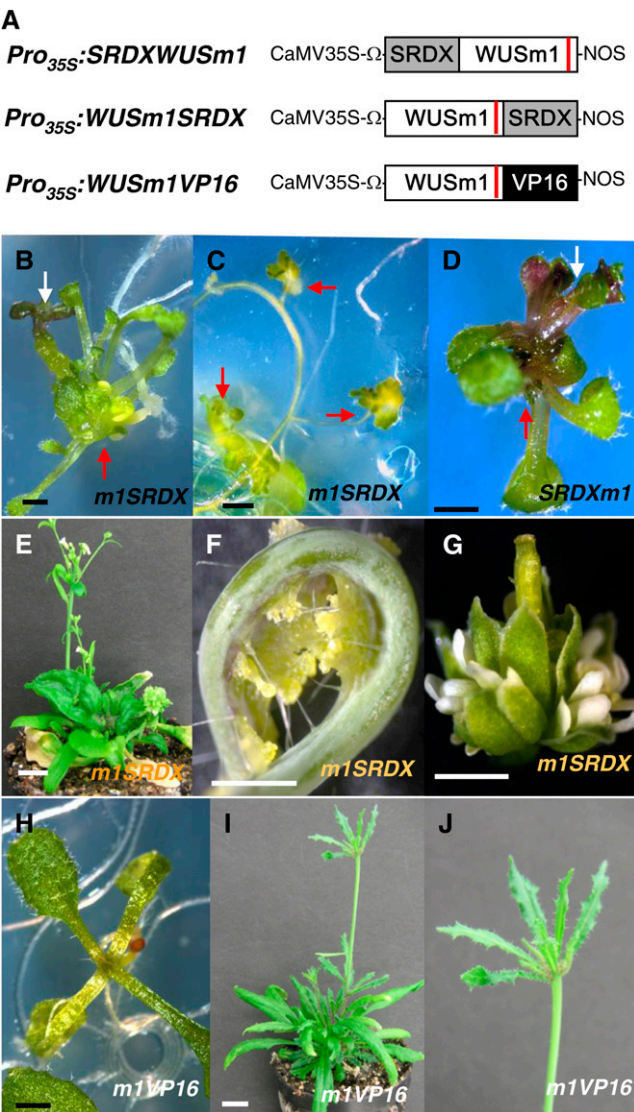 A
Pro35S:SRDXWUSm1 CaMV35S-Ω- SRDX WUSm1 -NOS
Pro35S:WUSm1SRDX CaMV35S-Ω- WUSm1 SRDX -NOS
Pro35S:WUSm1VP16 CaMV35S-Ω- WUSm1 VP16 -NOS
B C D
m1SRDX m1SRDX SRDXm1
E F G
m1SRDX m1SRDX m1SRDX
H I J
m1VP16 m1VP16 m1VP16